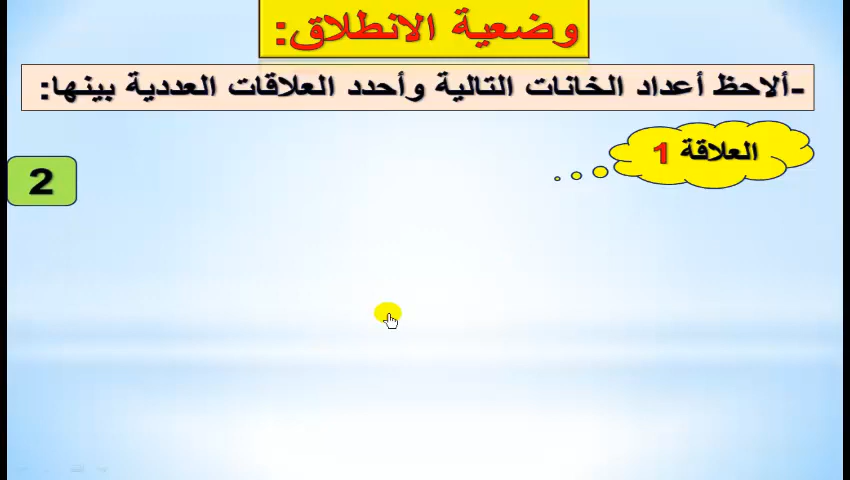 وضعية الانطلاق:
-ألاحظ أعداد الخانات التالية وأحدد العلاقات العددية بينها:
العلاقة 1
2